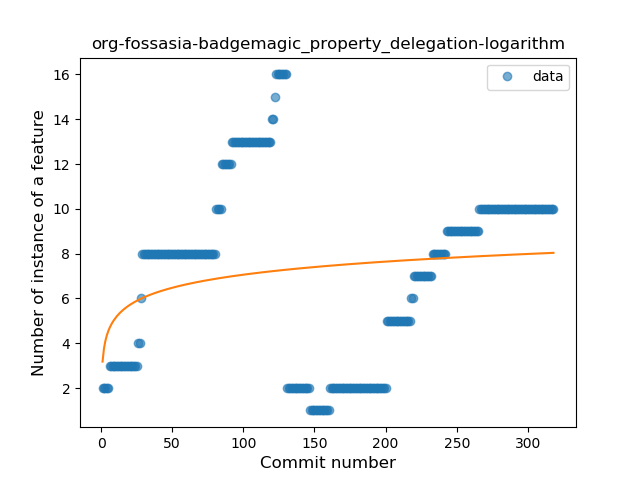 org-fossasia-badgemagic_property_delegation-logarithm
data
Number of instance of a feature
16
14
12
10
8
6
4
2
0 50 100 150 200 250 300
Commit number